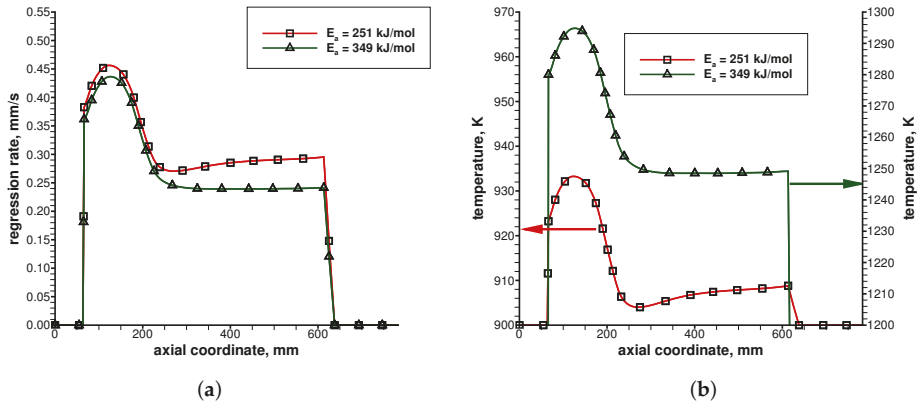 0.55
0.50
0.45
0.40
0.35
0.30
0.25
0.20
0.15
0.10
0.05
0.00
regression rate, mm/s
0 200 400 600
axial coordinate, mm
Ea = 251 kJ/mol
Ea = 349 kJ/mol
(a)
970
960
950
940
930
920
910
900
temperature, K
0 200 400 600
axial coordinate, mm
Ea = 251 kJ/mol
Ea = 349 kJ/mol
1300
1290
1280
1270
1260
1250
1240
1230
1220
1210
1200
temperature, K
(b)